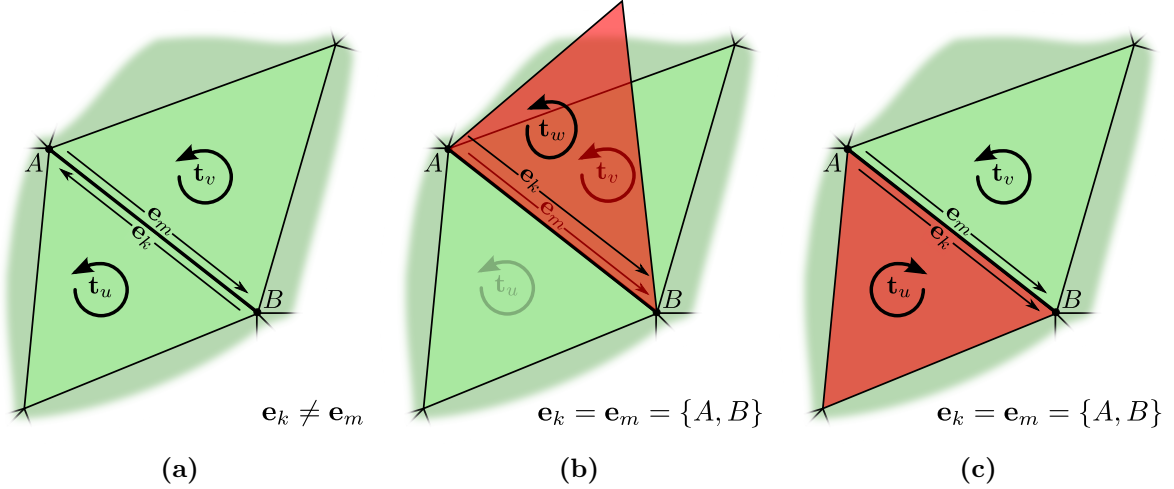 A
t_v
e_m
e_k
t_u
B
e_k ≠ e_m
(a)
t_w
A
t_v
e_k
e_m
t_u
B
e_k = e_m = {A, B}
(b)
A
t_v
e_m
e_k
t_u
B
e_k = e_m = {A, B}
(c)